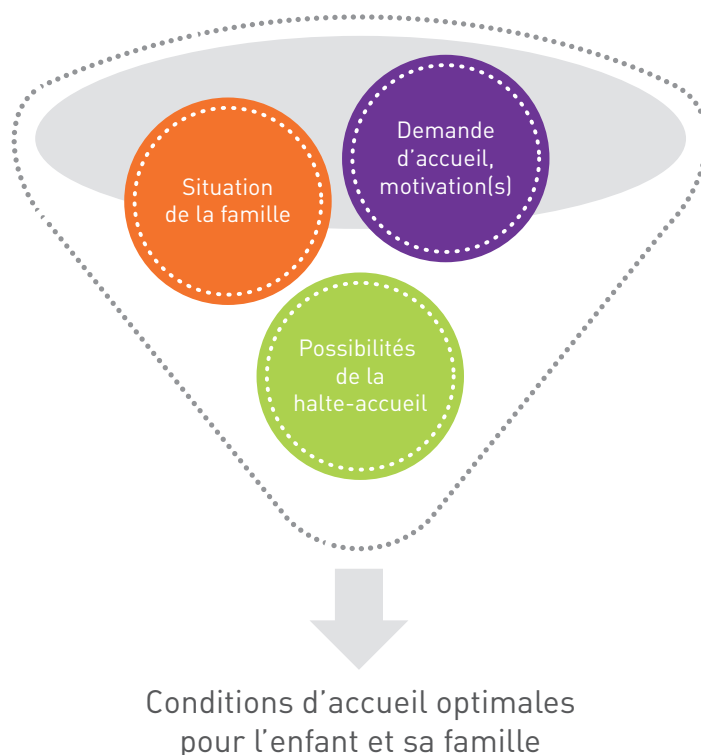 Situation
de la famille
Demande
d’accueil,
motivation(s)
Possibilités
de la
halte-accueil
Conditions d’accueil optimales
pour l’enfant et sa famille